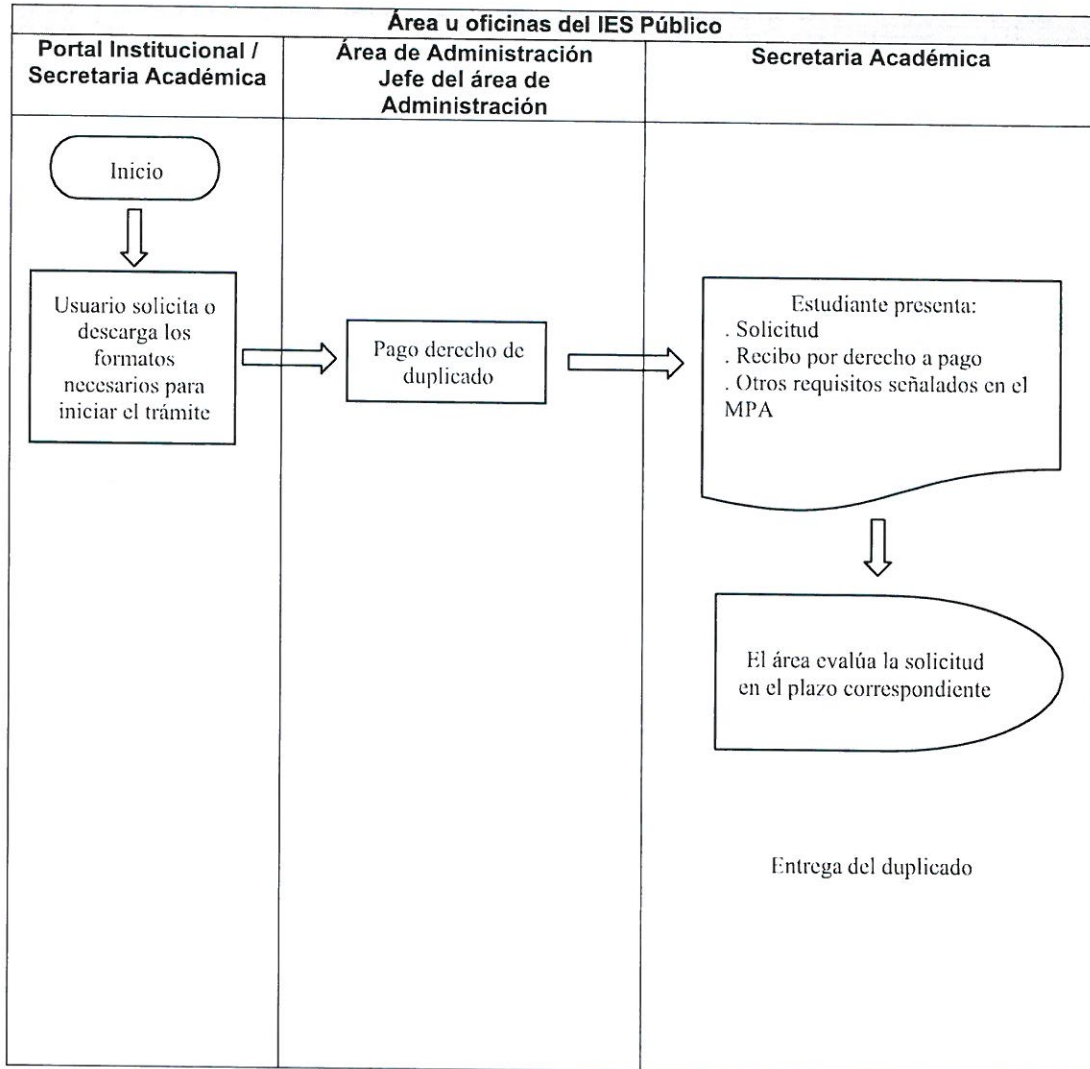 Área u oficinas del IES Público
Portal Institucional /
Secretaria Académica
Área de Administración
Jefe del área de
Administración
Secretaria Académica
Inicio
Usuario solicita o
descarga los
formatos
necesarios para
iniciar el trámite
Pago derecho de
duplicado
Estudiante presenta:
. Solicitud
. Recibo por derecho a pago
. Otros requisitos señalados en el
MPA
El área evalúa la solicitud
en el plazo correspondiente
Entrega del duplicado